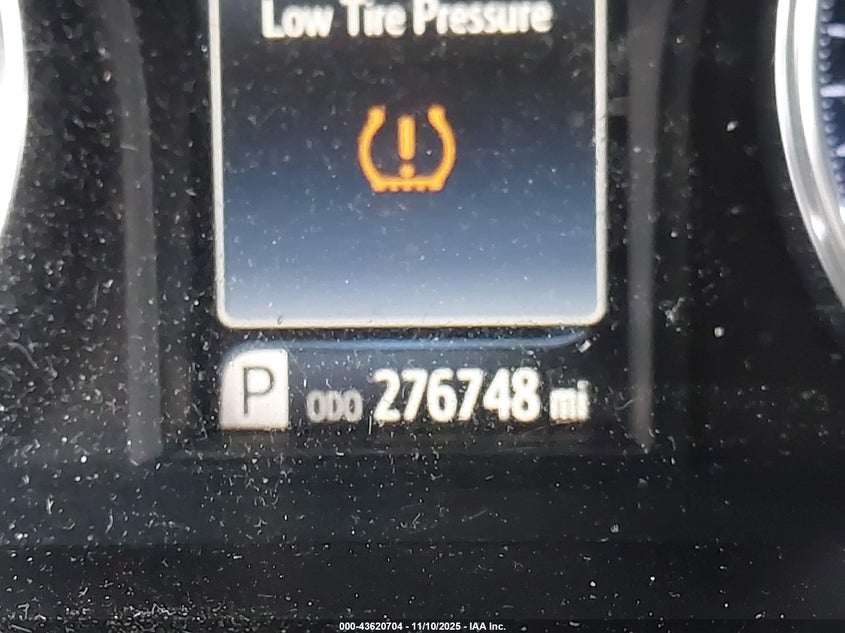 Low Tire Pressure
P ODO 276748 mi
000-43620704 - 11/10/2025 - IAA Inc.